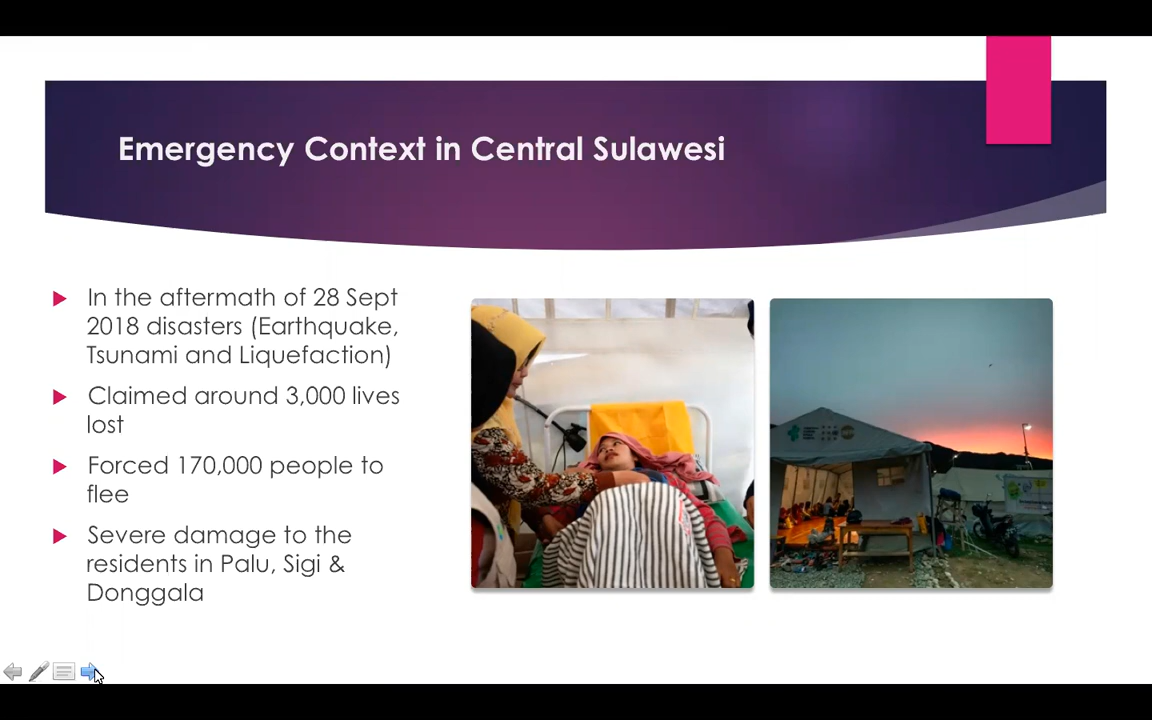 Emergency Context in Central Sulawesi
In the aftermath of 28 Sept
2018 disasters (Earthquake,
Tsunami and Liquefaction)
Claimed around 3,000 lives
lost
Forced 170,000 people to
flee
Severe damage to the
residents in Palu, Sigi &
Donggala